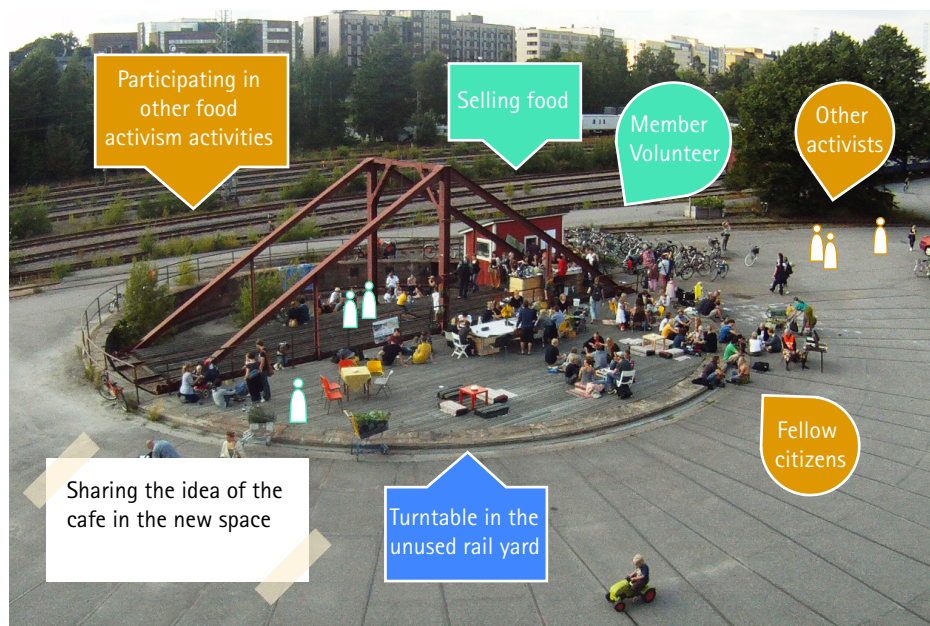 Participating in
other food
activism activities
Selling food
Member
Volunteer
Other
activists
Fellow
citizens
Sharing the idea of the
cafe in the new space
Turntable in the
unused rail yard